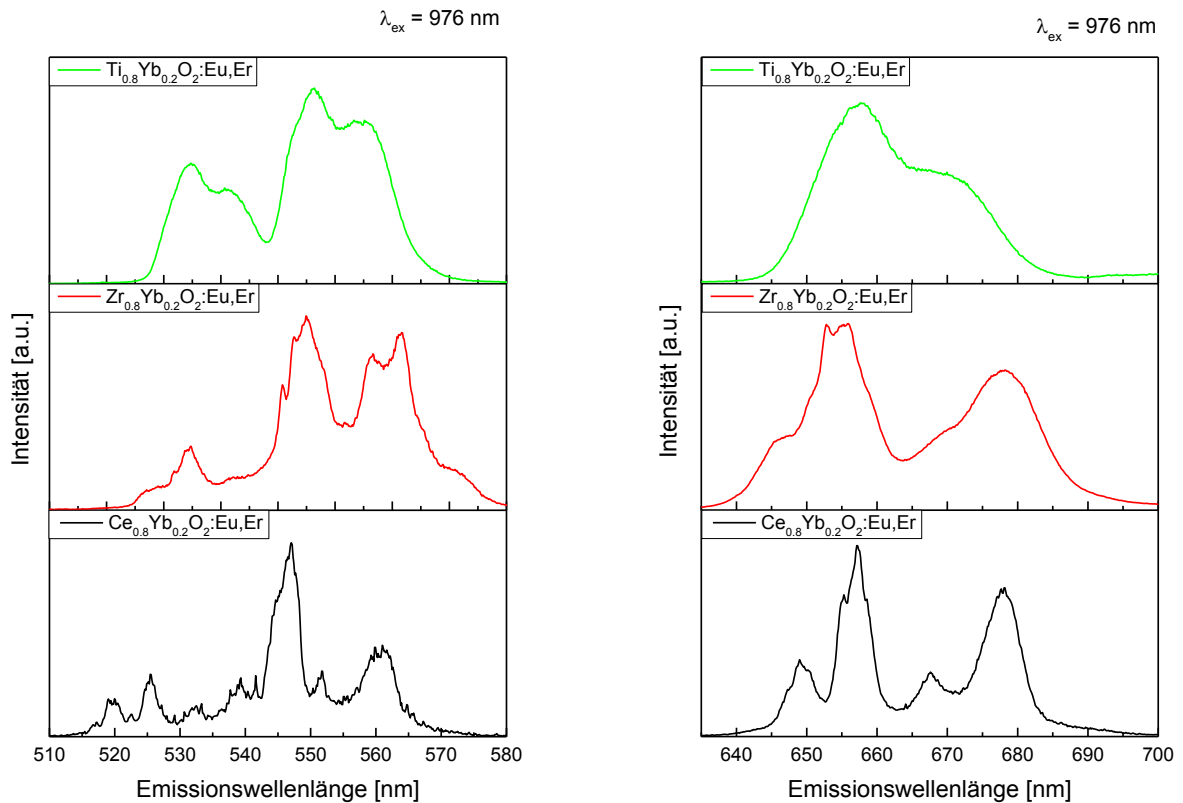 λex = 976 nm
Ti0.8Yb0.2O2:Eu,Er
Zr0.8Yb0.2O2:Eu,Er
Ce0.8Yb0.2O2:Eu,Er
Intensität [a.u.]
510 520 530 540 550 560 570 580
Emissionswellenlänge [nm]
λex = 976 nm
Ti0.8Yb0.2O2:Eu,Er
Zr0.8Yb0.2O2:Eu,Er
Ce0.8Yb0.2O2:Eu,Er
Intensität [a.u.]
640 650 660 670 680 690 700
Emissionswellenlänge [nm]